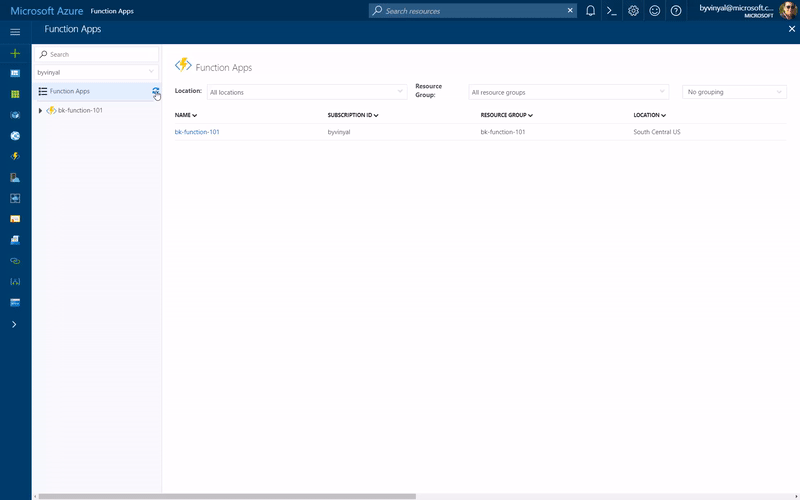 Microsoft Azure Function Apps
Search resources
byvinyal@microsoft.c...
MICROSOFT
Function Apps
Search
byvinyal
Function Apps
bk-function-101
Function Apps
Location: All locations
Resource Group: All resource groups
No grouping
NAME SUBSCRIPTION ID RESOURCE GROUP LOCATION
bk-function-101 byvinyal bk-function-101 South Central US